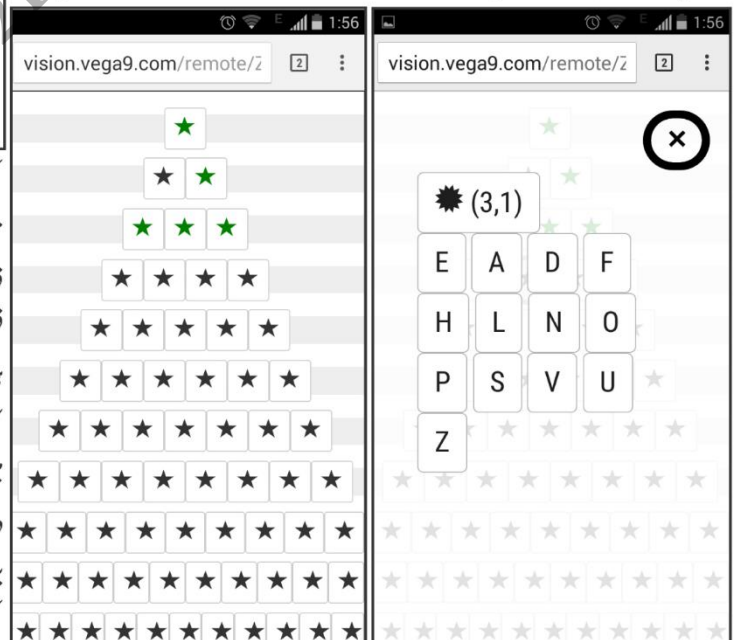 E 1:56
vision.vega9.com/remote/Z 2
E 1:56
vision.vega9.com/remote/Z 2
×
(3,1)
E A D F
H L N O
P S V U
Z